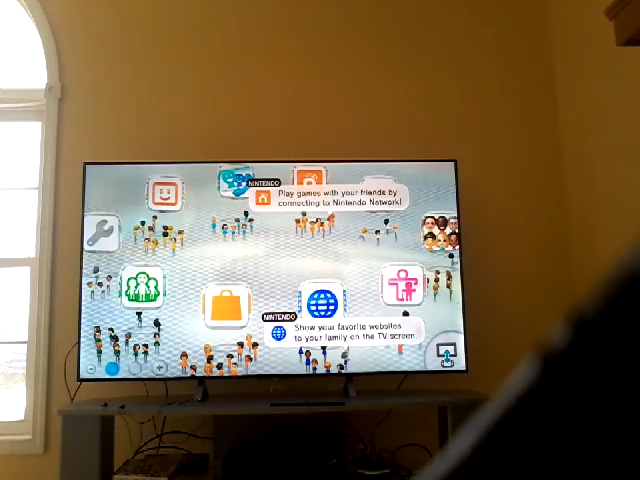 NINTENDO
Play games with your friends by
connecting to Nintendo Network!
NINTENDO
Show your favorite websites
to your family on the TV screen.